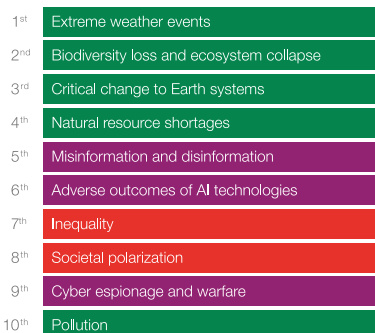 1st Extreme weather events
2nd Biodiversity loss and ecosystem collapse
3rd Critical change to Earth systems
4th Natural resource shortages
5th Misinformation and disinformation
6th Adverse outcomes of AI technologies
7th Inequality
8th Societal polarization
9th Cyber espionage and warfare
10th Pollution